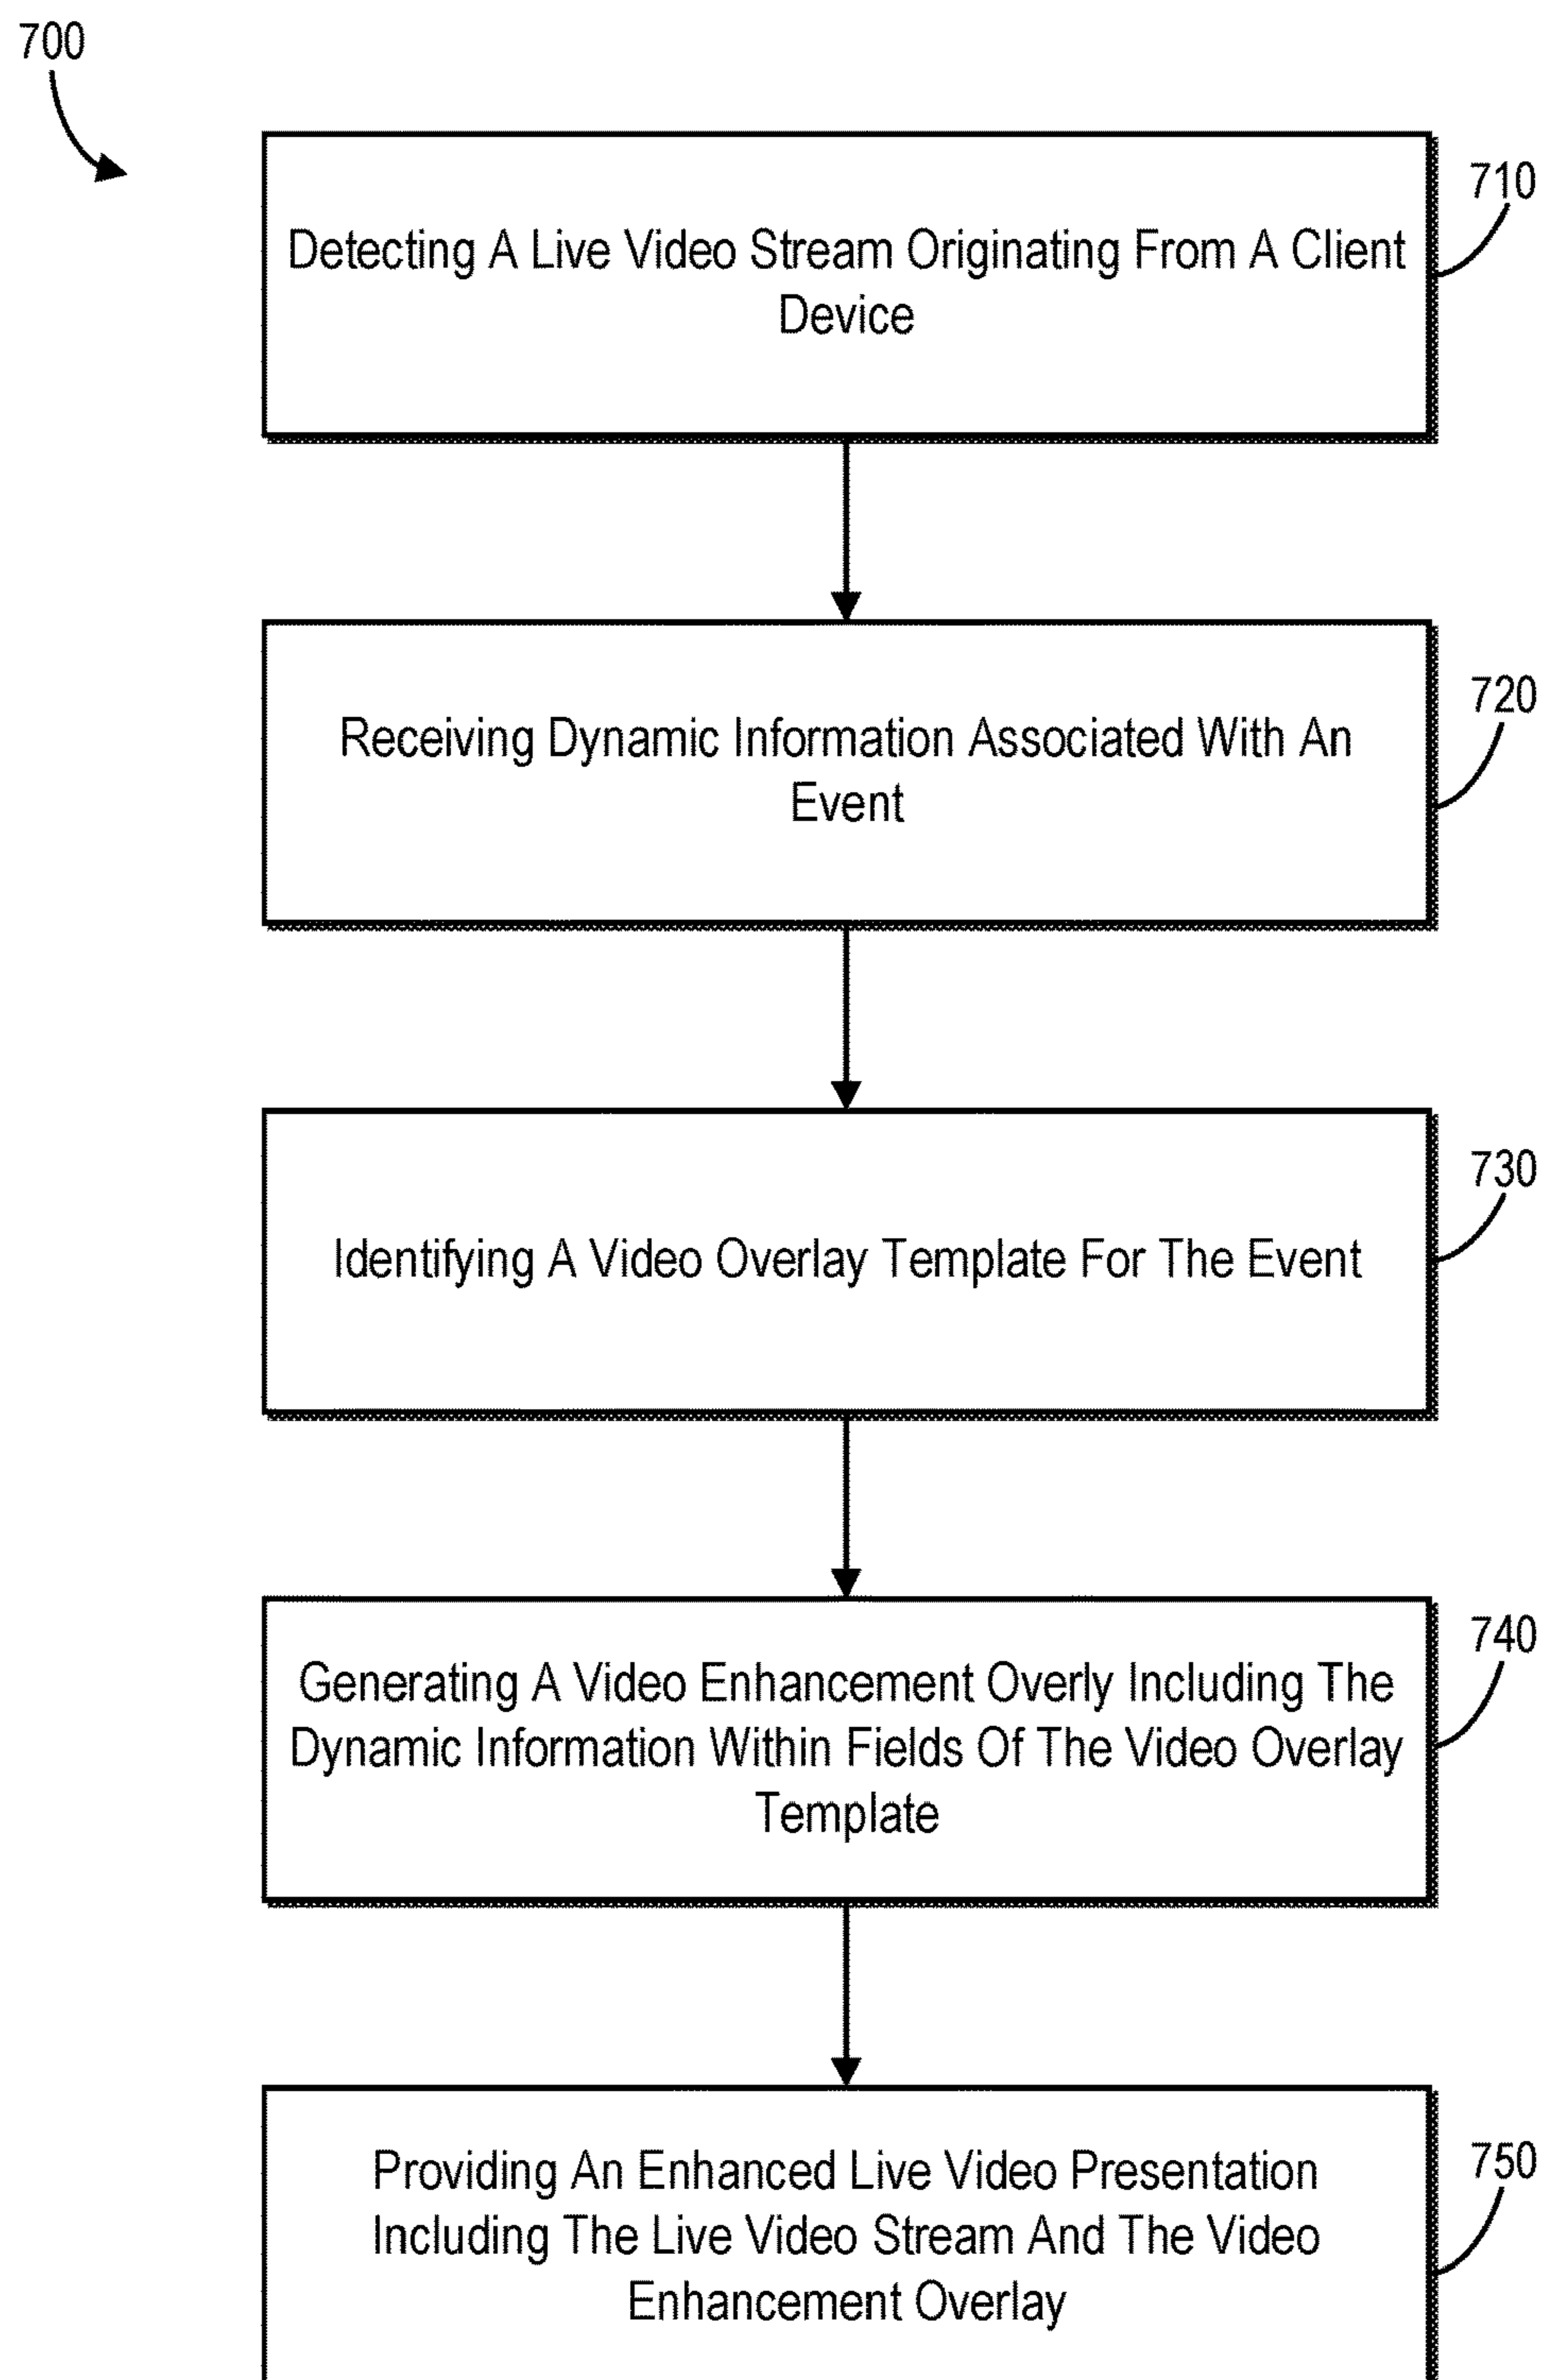 700
710
Detecting A Live Video Stream Originating From A Client
Device
720
Receiving Dynamic Information Associated With An
Event
730
Identifying A Video Overlay Template For The Event
740
Generating A Video Enhancement Overly Including The
Dynamic Information Within Fields Of The Video Overlay
Template
750
Providing An Enhanced Live Video Presentation
Including The Live Video Stream And The Video
Enhancement Overlay